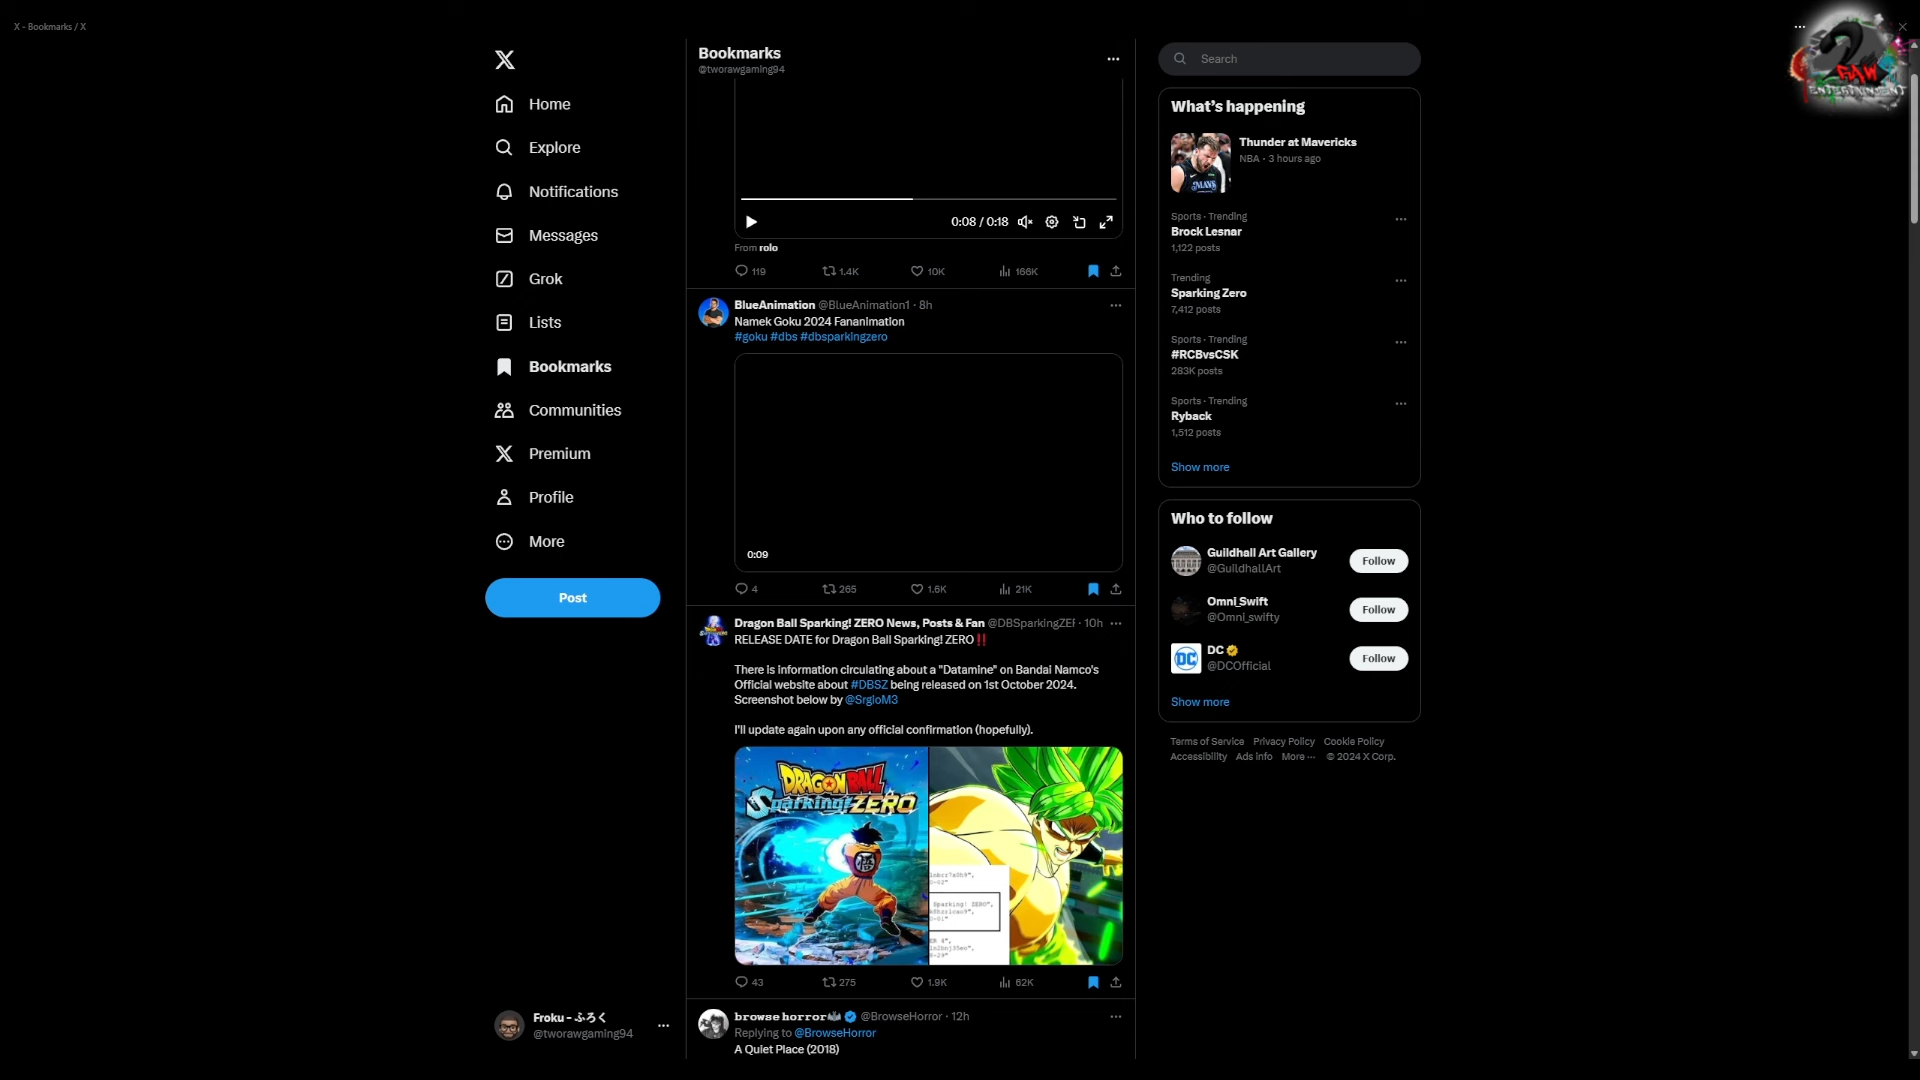 X - Bookmarks / X
2
RAW
ENTERTAINMENT
Home
Explore
Notifications
Messages
Grok
Lists
Bookmarks
Communities
Premium
Profile
More
Post
Froku - ふろく
@tworawgaming94
Bookmarks
@tworawgaming94
0:08 / 0:18
From rolo
119 1.4K 10K 166K
BlueAnimation @BlueAnimation1 · 8h
Namek Goku 2024 Fananimation
#goku #dbs #dbsparkingzero
0:09
4 265 1.6K 21K
Dragon Ball Sparking! ZERO News, Posts & Fan @DBSparkingZE · 10h
RELEASE DATE for Dragon Ball Sparking! ZERO‼️
There is information circulating about a "Datamine" on Bandai Namco's
Official website about #DBSZ being released on 1st October 2024.
Screenshot below by @SrgioM3
I'll update again upon any official confirmation (hopefully).
DRAGON BALL
Sparking! ZERO
悟
Sparking! ZERO",
43 275 1.9K 62K
browse horror @BrowseHorror · 12h
Replying to @BrowseHorror
A Quiet Place (2018)
Search
What's happening
Thunder at Mavericks
NBA · 3 hours ago
MAVS
Sports · Trending
Brock Lesnar
1,122 posts
Trending
Sparking Zero
7,412 posts
Sports · Trending
#RCBvsCSK
283K posts
Sports · Trending
Ryback
1,512 posts
Show more
Who to follow
Guildhall Art Gallery
@GuildhallArt
Follow
Omni_Swift
@Omni_swifty
Follow
DC
DC
@DCOfficial
Follow
Show more
Terms of Service Privacy Policy Cookie Policy
Accessibility Ads info More ··· © 2024 X Corp.